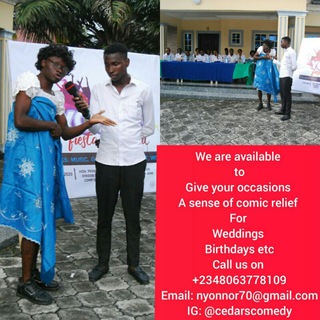 fiesta
We are available
to
Give your occasions
A sense of comic relief
For
Weddings
Birthdays etc
Call us on
+2348063778109
Email: nyonnor70@gmail.com
IG: @cedarscomedy